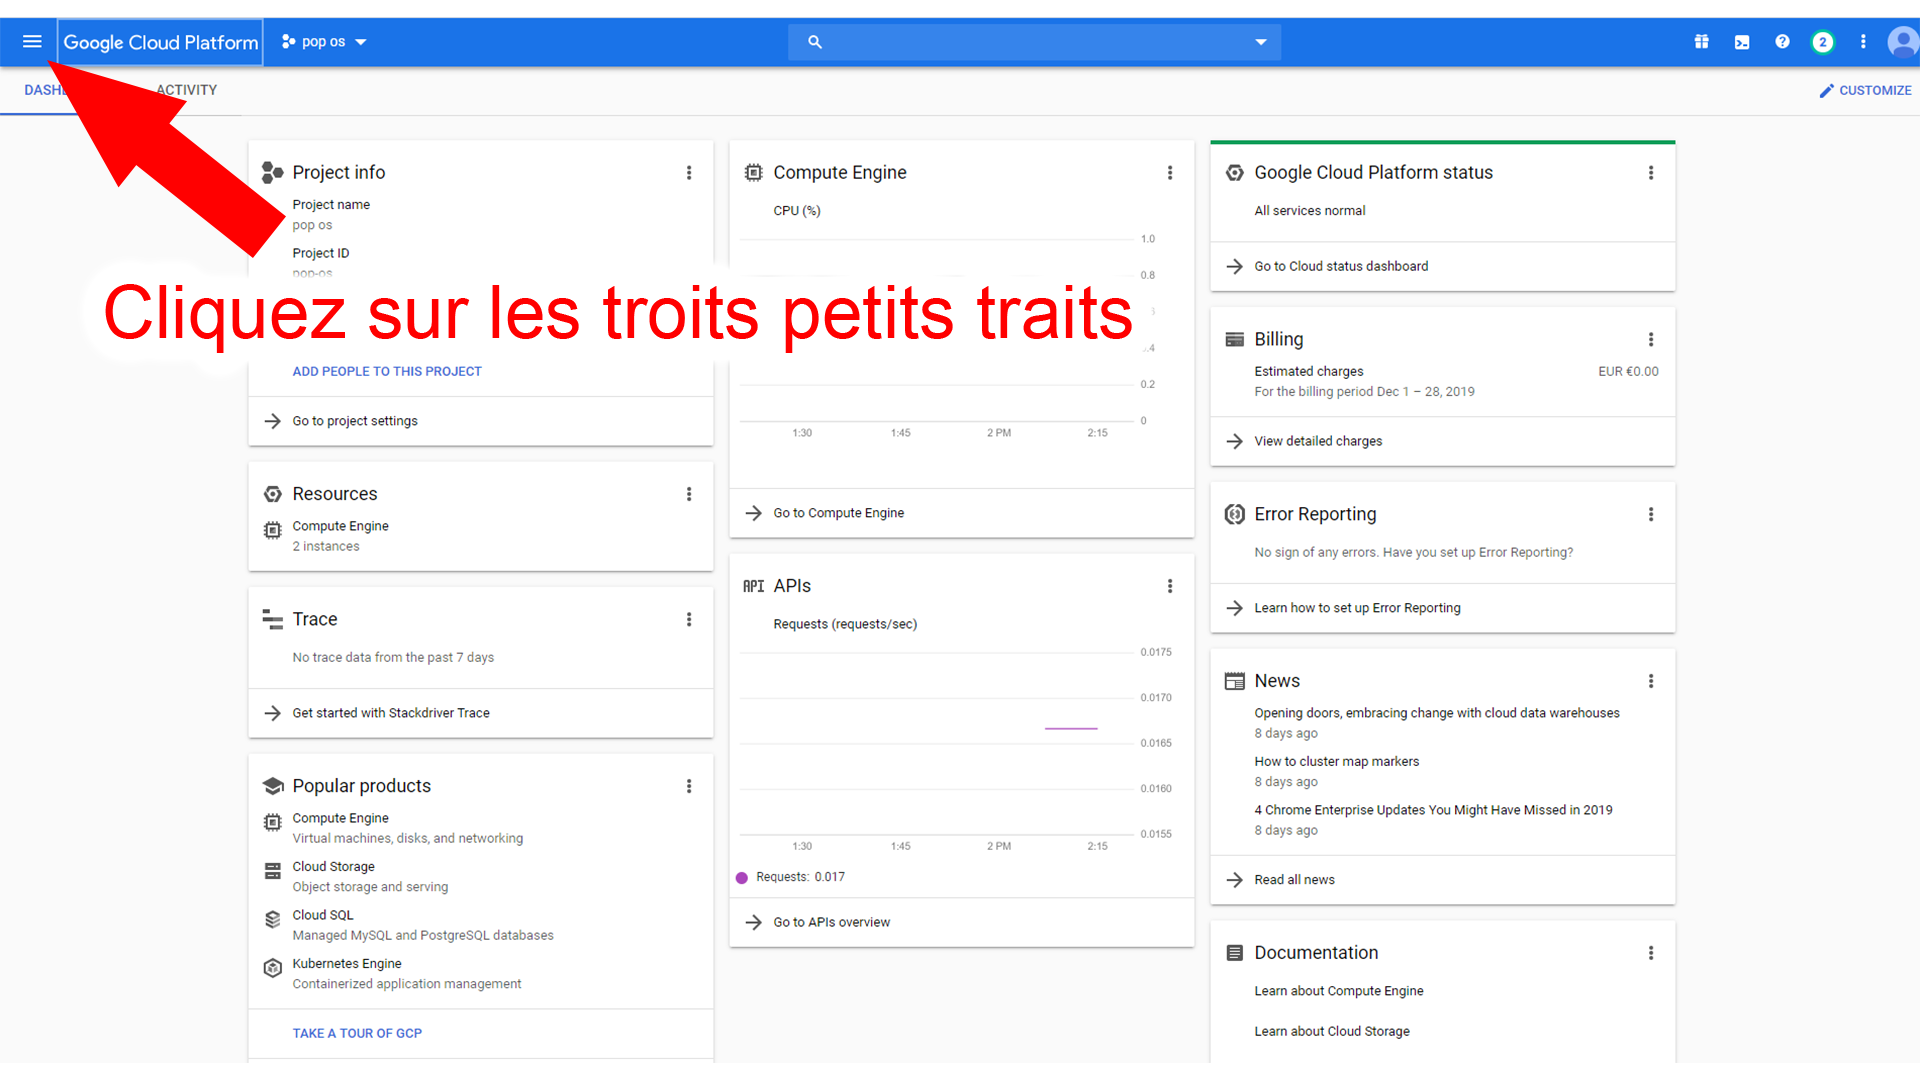 Google Cloud Platform
pop os
2
ACTIVITY
CUSTOMIZE
Cliquez sur les troits petits traits
Project info
Project name
pop os
Project ID
pop-os
ADD PEOPLE TO THIS PROJECT
Go to project settings
Resources
Compute Engine
2 instances
Trace
No trace data from the past 7 days
Get started with Stackdriver Trace
Popular products
Compute Engine
Virtual machines, disks, and networking
Cloud Storage
Object storage and serving
Cloud SQL
Managed MySQL and PostgreSQL databases
Kubernetes Engine
Containerized application management
TAKE A TOUR OF GCP
Compute Engine
CPU (%)
1.0
0.8
0.2
0
1:30 1:45 2 PM 2:15
Go to Compute Engine
API APIs
Requests (requests/sec)
0.0175
0.0170
0.0165
0.0160
0.0155
1:30 1:45 2 PM 2:15
Requests: 0.017
Go to APIs overview
Google Cloud Platform status
All services normal
Go to Cloud status dashboard
Billing
Estimated charges EUR €0.00
For the billing period Dec 1 – 28, 2019
View detailed charges
Error Reporting
No sign of any errors. Have you set up Error Reporting?
Learn how to set up Error Reporting
News
Opening doors, embracing change with cloud data warehouses
8 days ago
How to cluster map markers
8 days ago
4 Chrome Enterprise Updates You Might Have Missed in 2019
8 days ago
Read all news
Documentation
Learn about Compute Engine
Learn about Cloud Storage